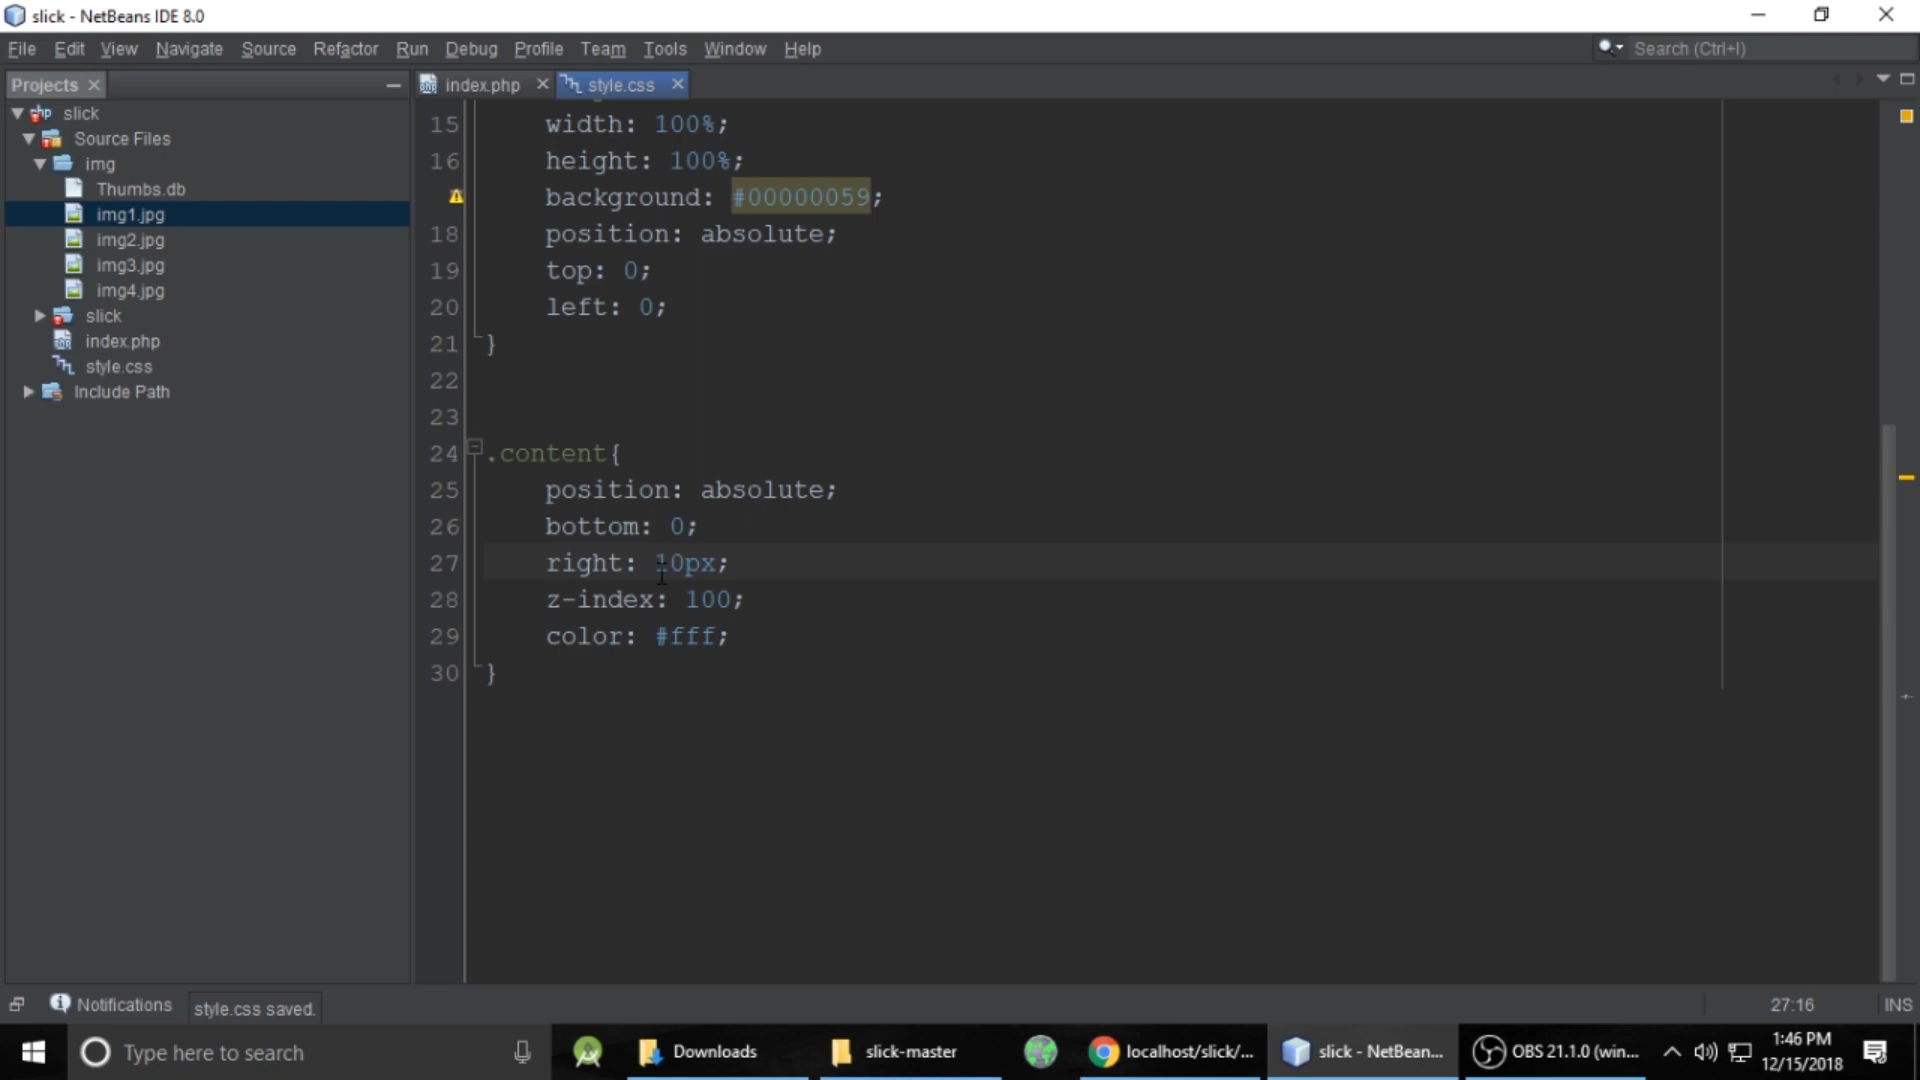 slick - NetBeans IDE 8.0
File Edit View Navigate Source Refactor Run Debug Profile Team Tools Window Help
Search (Ctrl+I)
Projects
index.php
style.css
slick
Source Files
img
Thumbs.db
img1.jpg
img2.jpg
img3.jpg
img4.jpg
slick
index.php
style.css
Include Path
15 width: 100%;
16 height: 100%;
background: #00000059;
18 position: absolute;
19 top: 0;
20 left: 0;
21 }
22
23
24 .content{
25 position: absolute;
26 bottom: 0;
27 right: 10px;
28 z-index: 100;
29 color: #fff;
30 }
Notifications
style.css saved.
27:16
INS
Type here to search
Downloads
slick-master
localhost/slick/...
slick - NetBean...
OBS 21.1.0 (win...
1:46 PM
12/15/2018